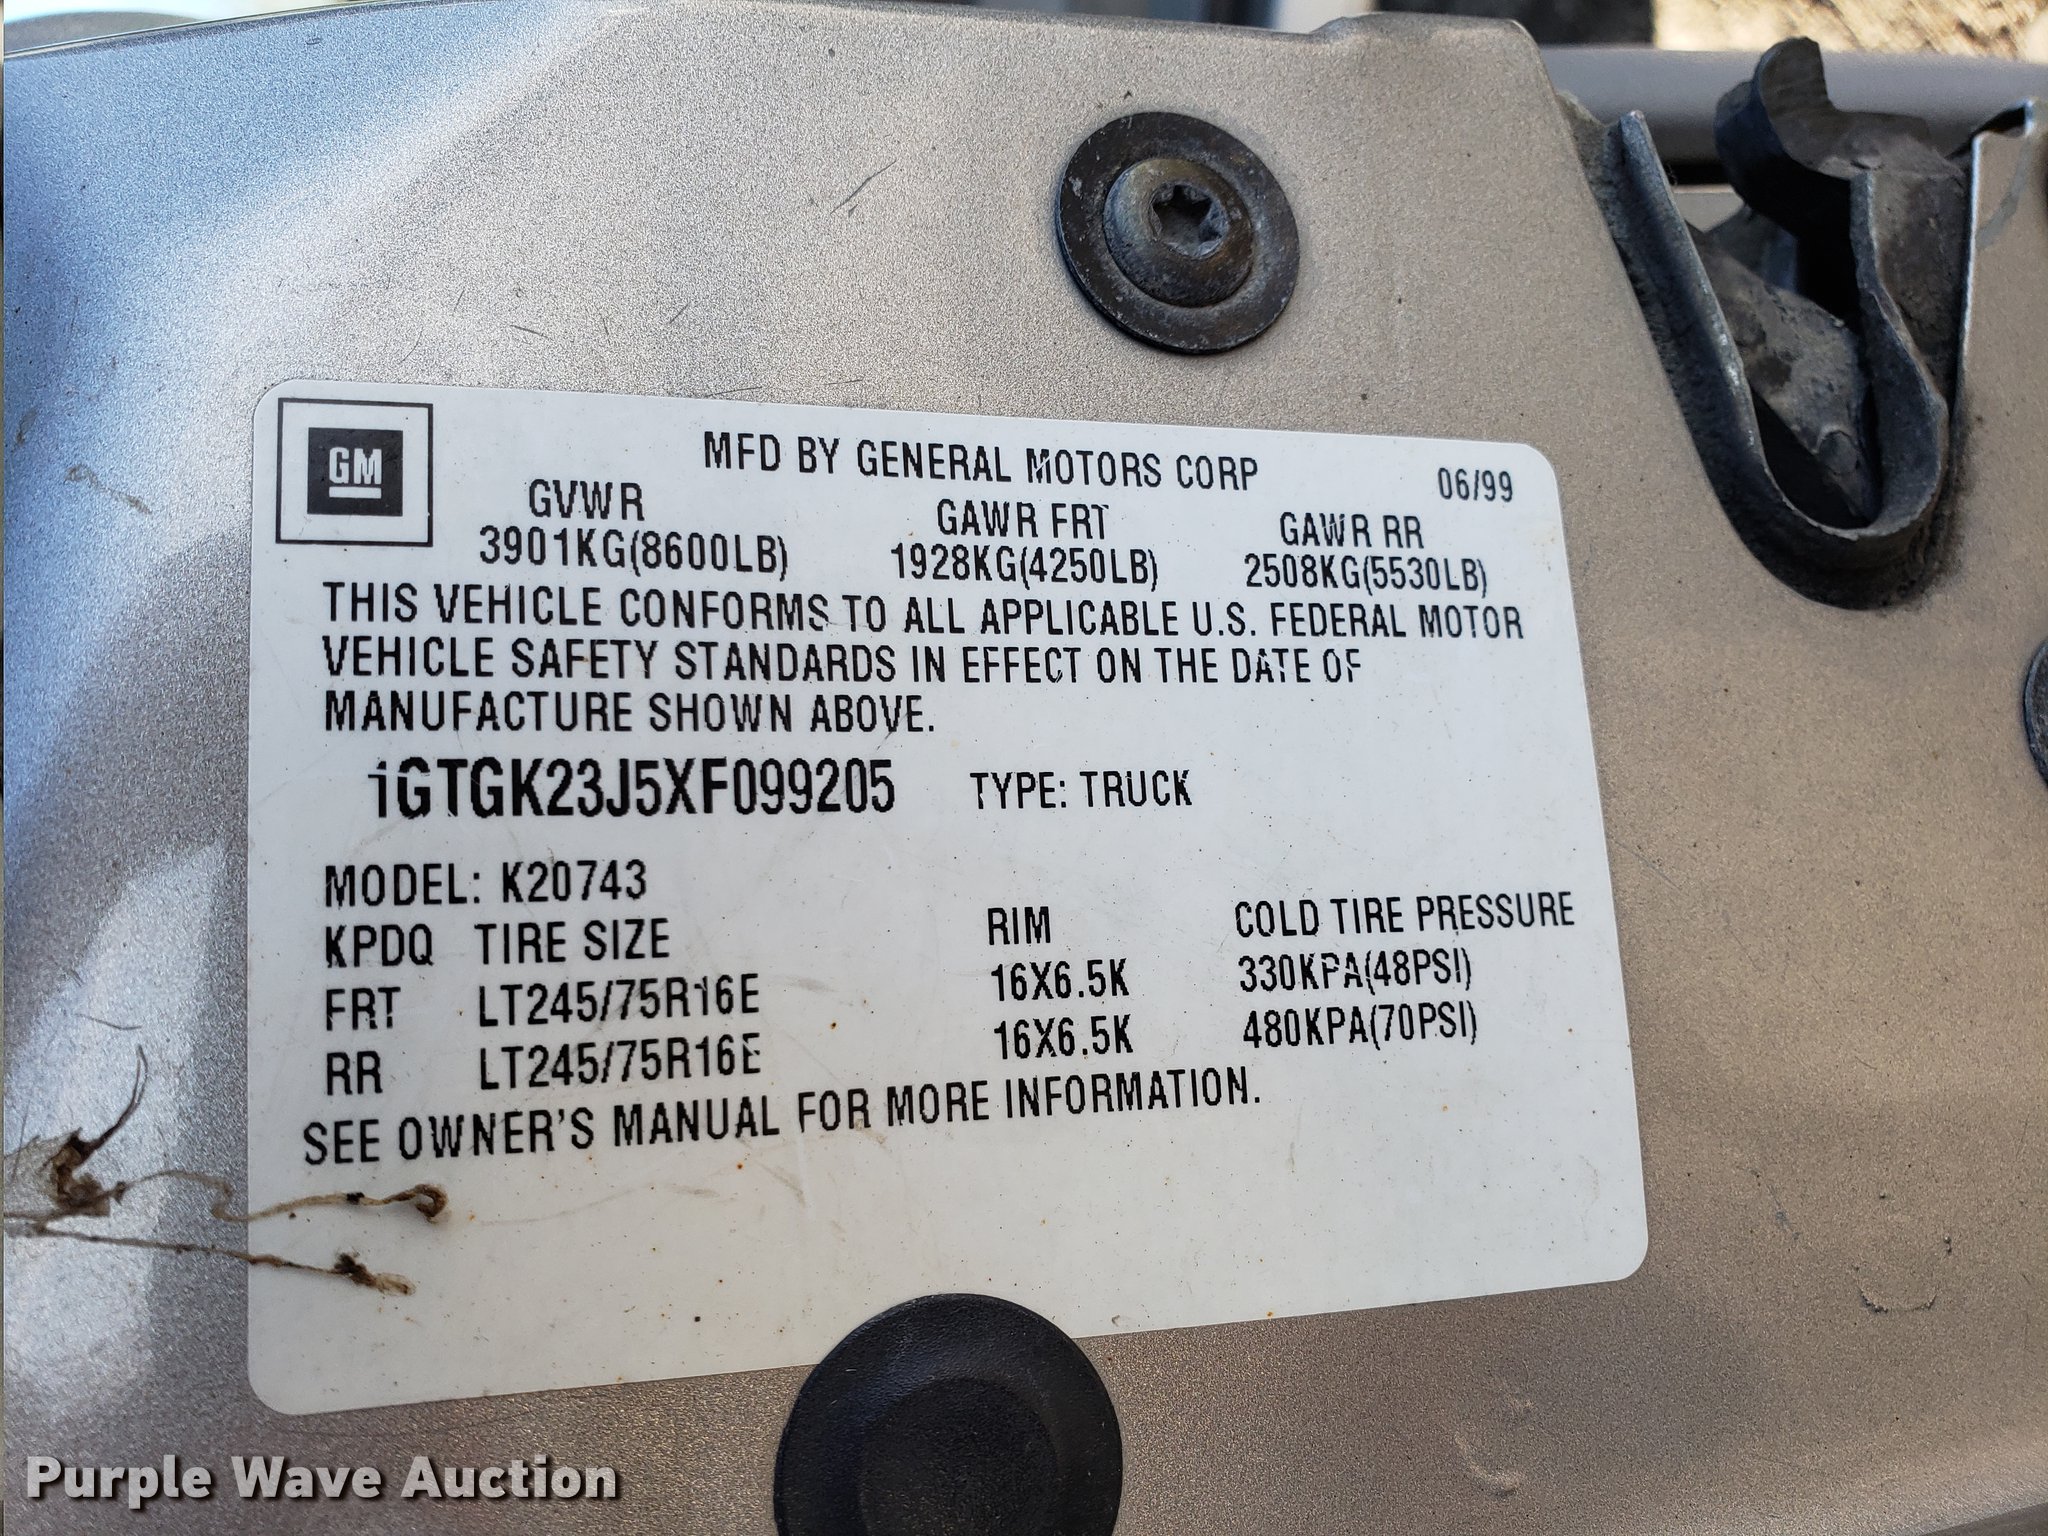 GM
MFD BY GENERAL MOTORS CORP
06/99
GVWR GAWR FRT GAWR RR
3901KG(8600LB) 1928KG(4250LB) 2508KG(5530LB)
THIS VEHICLE CONFORMS TO ALL APPLICABLE U.S. FEDERAL MOTOR
VEHICLE SAFETY STANDARDS IN EFFECT ON THE DATE OF
MANUFACTURE SHOWN ABOVE.
1GTGK23J5XF099205 TYPE: TRUCK
MODEL: K20743
KPDQ TIRE SIZE RIM COLD TIRE PRESSURE
FRT LT245/75R16E 16X6.5K 330KPA(48PSI)
RR LT245/75R16E 16X6.5K 480KPA(70PSI)
SEE OWNER'S MANUAL FOR MORE INFORMATION.
Purple Wave Auction